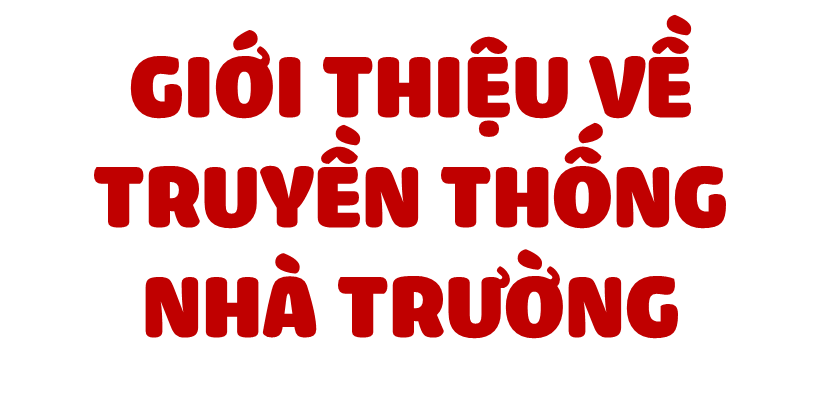 GIỚI THIỆU VỀ
TRUYỀN THỐNG
NHÀ TRƯỜNG